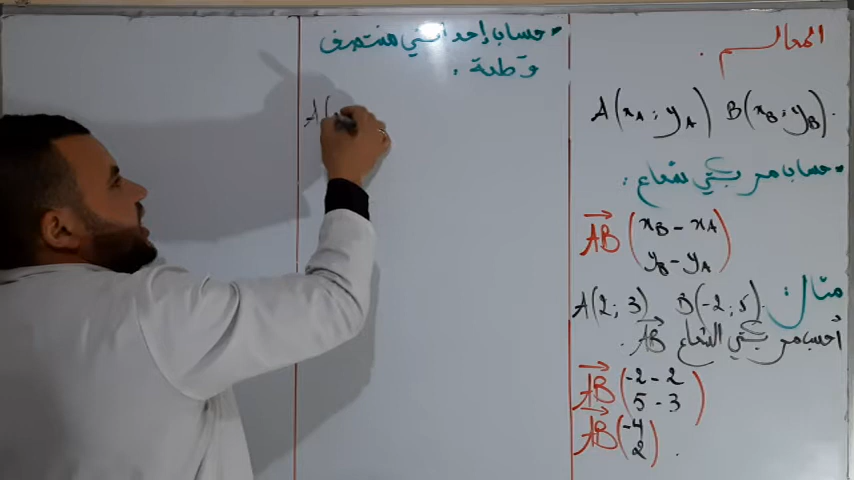 المعالم .
A(xA ; yA) B(xB ; yB).
• حساب مركبتي شعاع :
AB (xB - xA
yB - yA)
مثال :
A(2 ; 3) B(-2 ; 5).
أحسب مركبتي الشعاع AB .
AB (-2 - 2
5 - 3)
AB (-4
2) .
• حساب إحداثيتي منتصف
قطعة .
A(